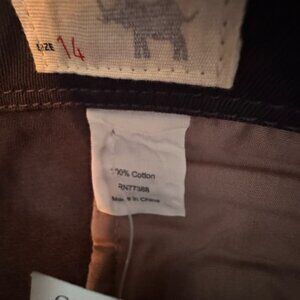 SIZE 14
100% Cotton
RN77388
Made in China